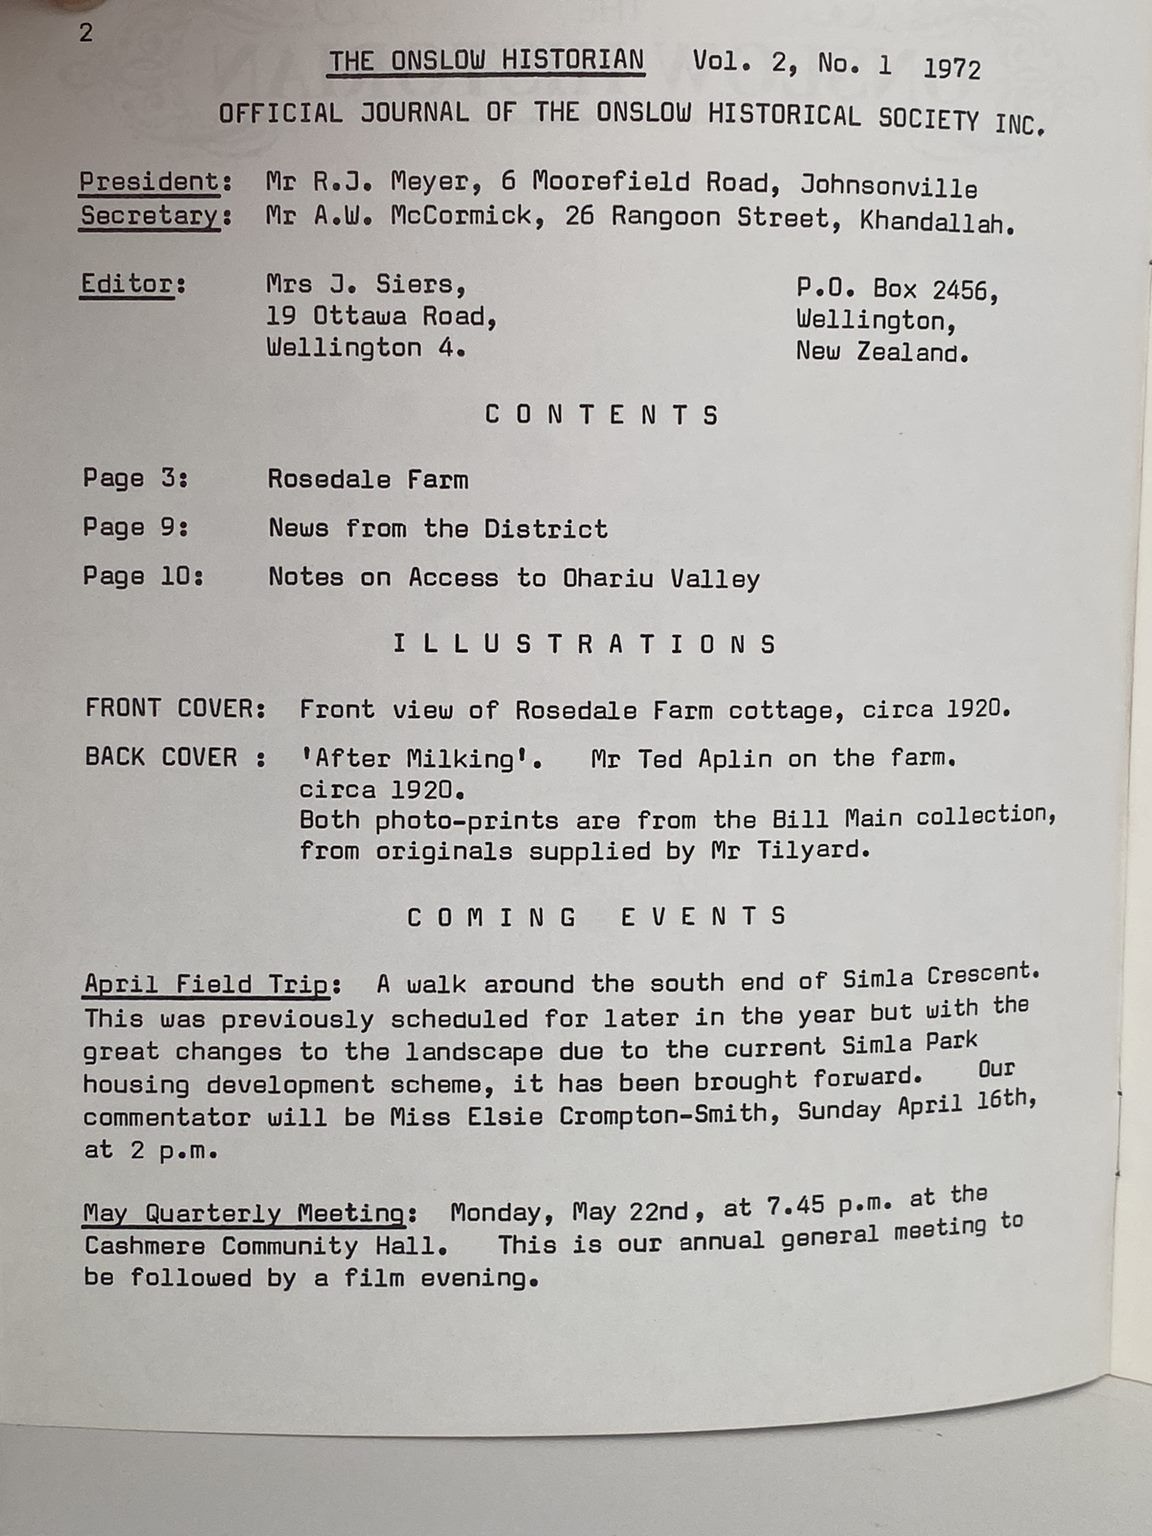 2
THE ONSLOW HISTORIAN Vol. 2, No. 1 1972
OFFICIAL JOURNAL OF THE ONSLOW HISTORICAL SOCIETY INC.
President: Mr R.J. Meyer, 6 Moorefield Road, Johnsonville
Secretary: Mr A.W. McCormick, 26 Rangoon Street, Khandallah.
Editor: Mrs J. Siers, P.O. Box 2456,
19 Ottawa Road, Wellington,
Wellington 4. New Zealand.
CONTENTS
Page 3: Rosedale Farm
Page 9: News from the District
Page 10: Notes on Access to Ohariu Valley
ILLUSTRATIONS
FRONT COVER: Front view of Rosedale Farm cottage, circa 1920.
BACK COVER : 'After Milking'. Mr Ted Aplin on the farm.
circa 1920.
Both photo-prints are from the Bill Main collection,
from originals supplied by Mr Tilyard.
COMING EVENTS
April Field Trip: A walk around the south end of Simla Crescent.
This was previously scheduled for later in the year but with the
great changes to the landscape due to the current Simla Park
housing development scheme, it has been brought forward. Our
commentator will be Miss Elsie Crompton-Smith, Sunday April 16th,
at 2 p.m.
May Quarterly Meeting: Monday, May 22nd, at 7.45 p.m. at the
Cashmere Community Hall. This is our annual general meeting to
be followed by a film evening.